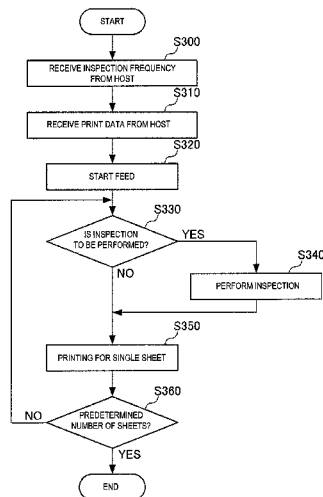 START
S300
RECEIVE INSPECTION FREQUENCY
FROM HOST
S310
RECEIVE PRINT DATA FROM HOST
S320
START FEED
S330
IS INSPECTION
TO BE PERFORMED?
YES
S340
PERFORM INSPECTION
NO
S350
PRINTING FOR SINGLE SHEET
S360
PREDETERMINED
NUMBER OF SHEETS?
NO
YES
END